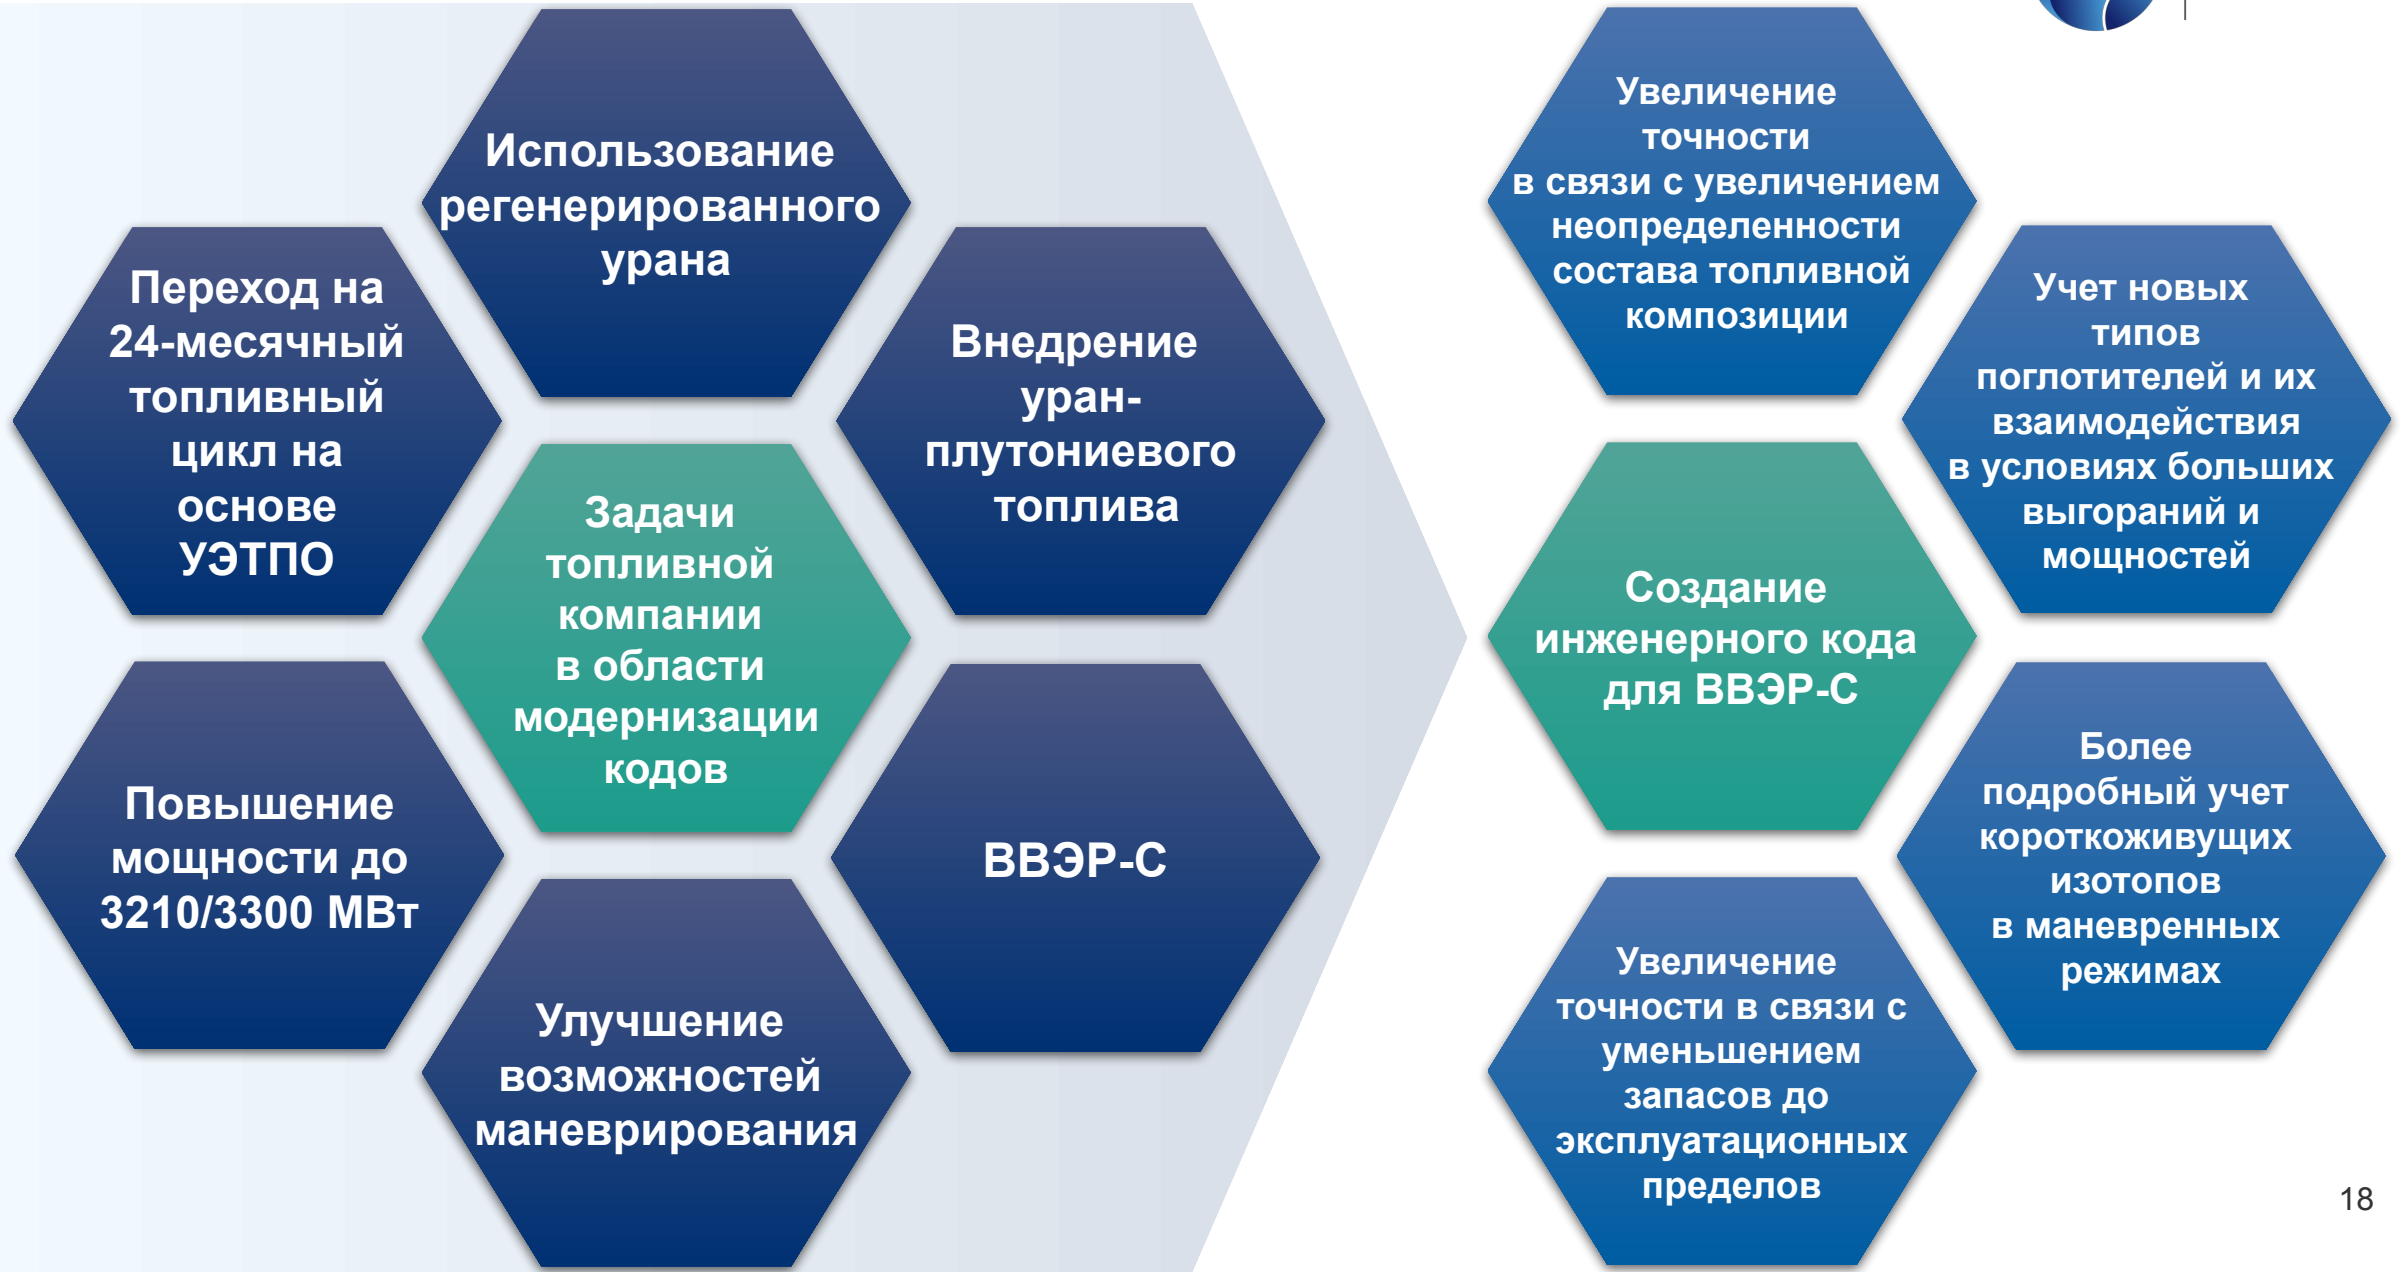 Использование
регенерированного
урана
Переход на
24-месячный
топливный
цикл на
основе
УЭТПО
Внедрение
уран-
плутониевого
топлива
Задачи
топливной
компании
в области
модернизации
кодов
Повышение
мощности до
3210/3300 МВт
ВВЭР-С
Улучшение
возможностей
маневрирования
Увеличение
точности
в связи с увеличением
неопределенности
состава топливной
композиции
Учет новых
типов
поглотителей и их
взаимодействия
в условиях больших
выгораний и
мощностей
Создание
инженерного кода
для ВВЭР-С
Более
подробный учет
короткоживущих
изотопов
в маневренных
режимах
Увеличение
точности в связи с
уменьшением
запасов до
эксплуатационных
пределов
18